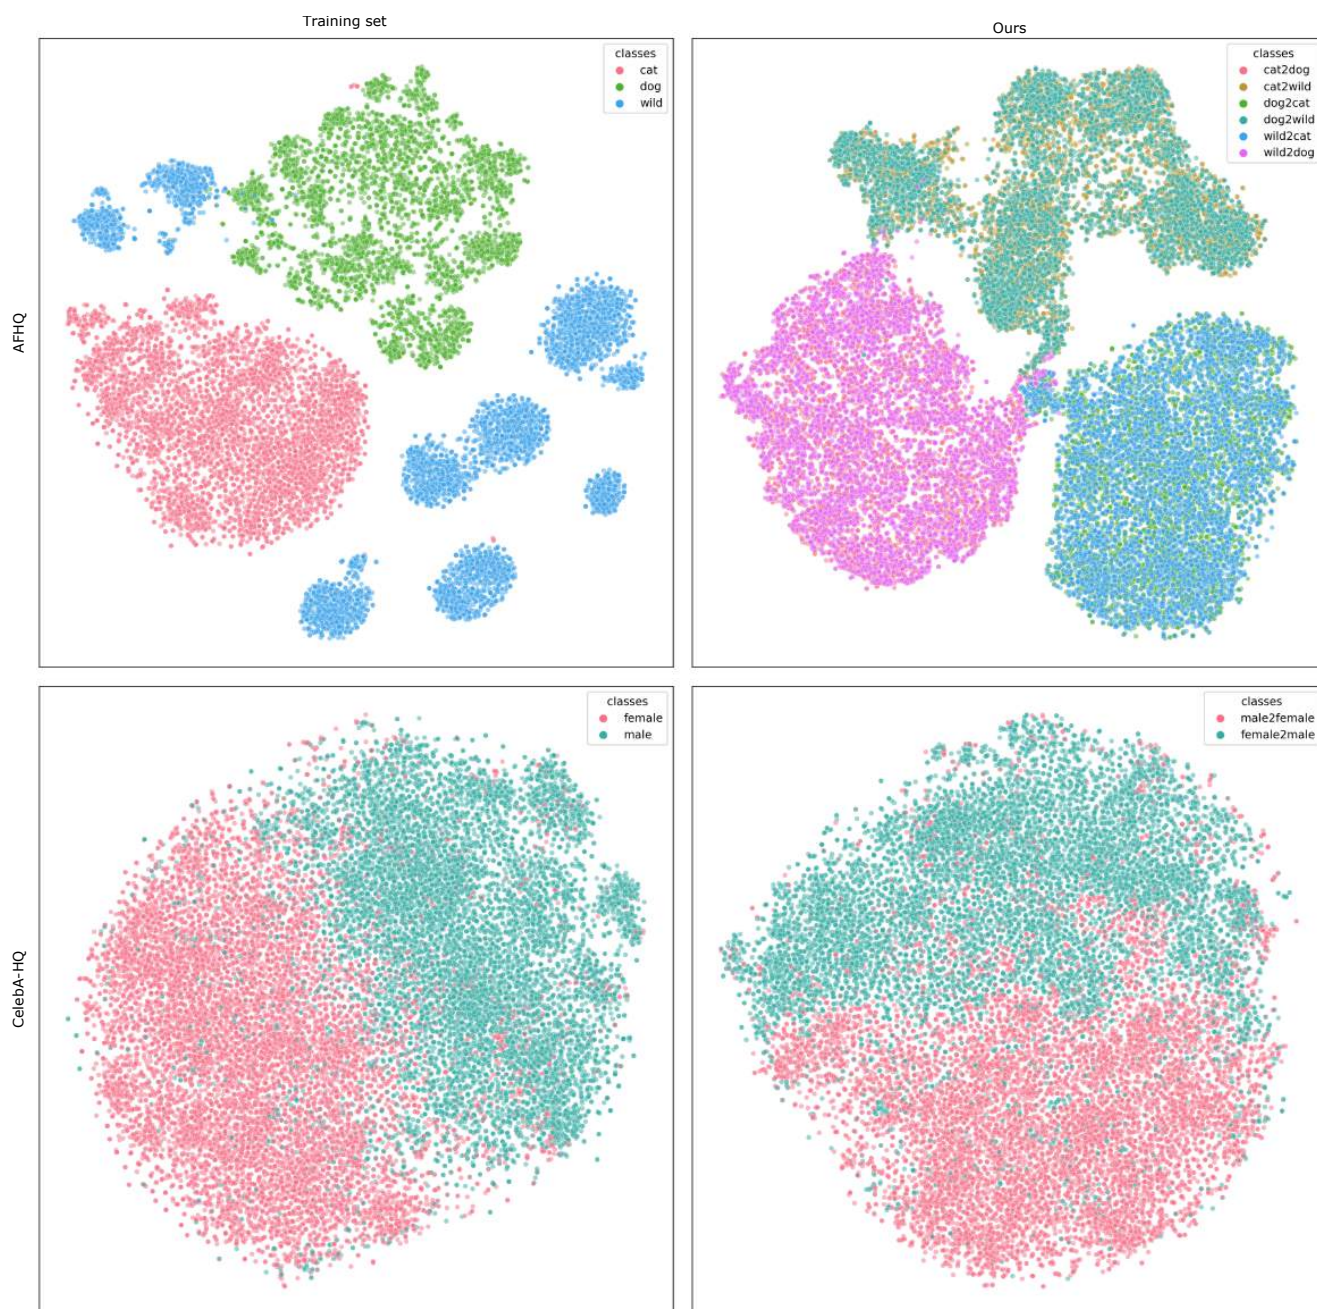 Training set
Ours
AFHQ
classes
cat
dog
wild
classes
cat2dog
cat2wild
dog2cat
dog2wild
wild2cat
wild2dog
CelebA-HQ
classes
female
male
classes
male2female
female2male